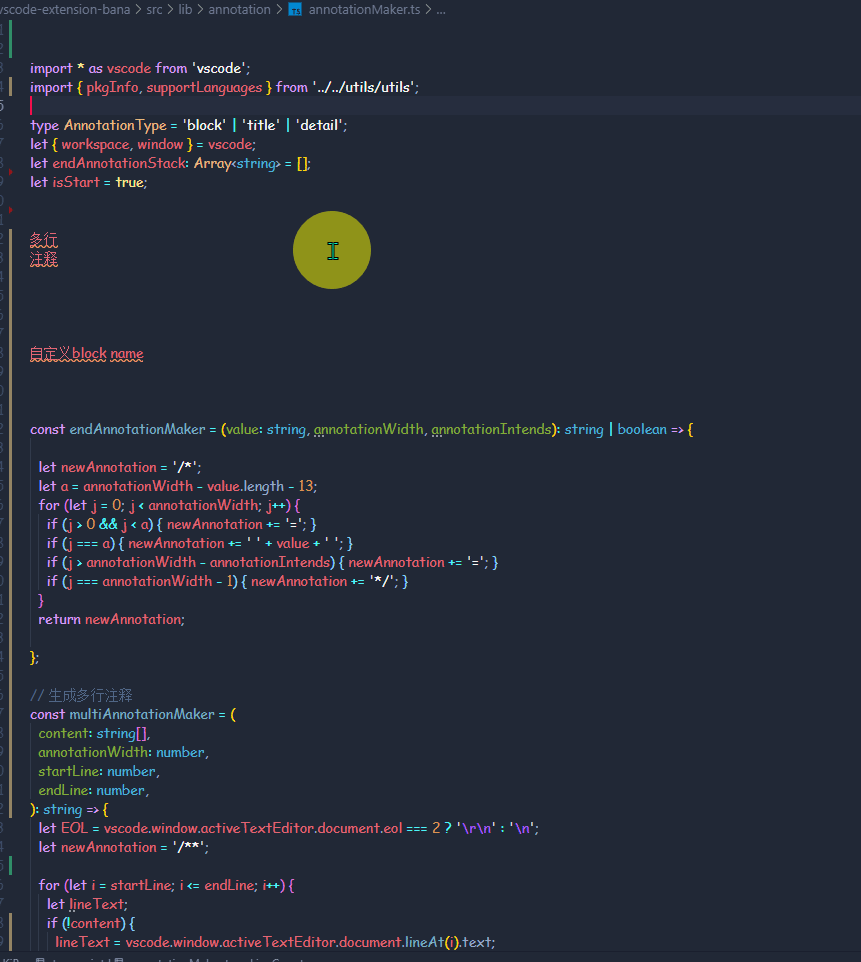 vscode-extension-bana > src > lib > annotation > TS annotationMaker.ts > ...
import * as vscode from 'vscode';
import { pkgInfo, supportLanguages } from '../../utils/utils';
type AnnotationType = 'block' | 'title' | 'detail';
let { workspace, window } = vscode;
let endAnnotationStack: Array<string> = [];
let isStart = true;
多行
注释
自定义block name
const endAnnotationMaker = (value: string, annotationWidth, annotationIntends): string | boolean => {
let newAnnotation = '/*';
let a = annotationWidth - value.length - 13;
for (let j = 0; j < annotationWidth; j++) {
if (j > 0 && j < a) { newAnnotation += '='; }
if (j === a) { newAnnotation += ' ' + value + ' '; }
if (j > annotationWidth - annotationIntends) { newAnnotation += '='; }
if (j === annotationWidth - 1) { newAnnotation += '*/'; }
}
return newAnnotation;
};
// 生成多行注释
const multiAnnotationMaker = (
content: string[],
annotationWidth: number,
startLine: number,
endLine: number,
): string => {
let EOL = vscode.window.activeTextEditor.document.eol === 2 ? '\r\n' : '\n';
let newAnnotation = '/**';
for (let i = startLine; i <= endLine; i++) {
let lineText;
if (!content) {
lineText = vscode.window.activeTextEditor.document.lineAt(i).text;